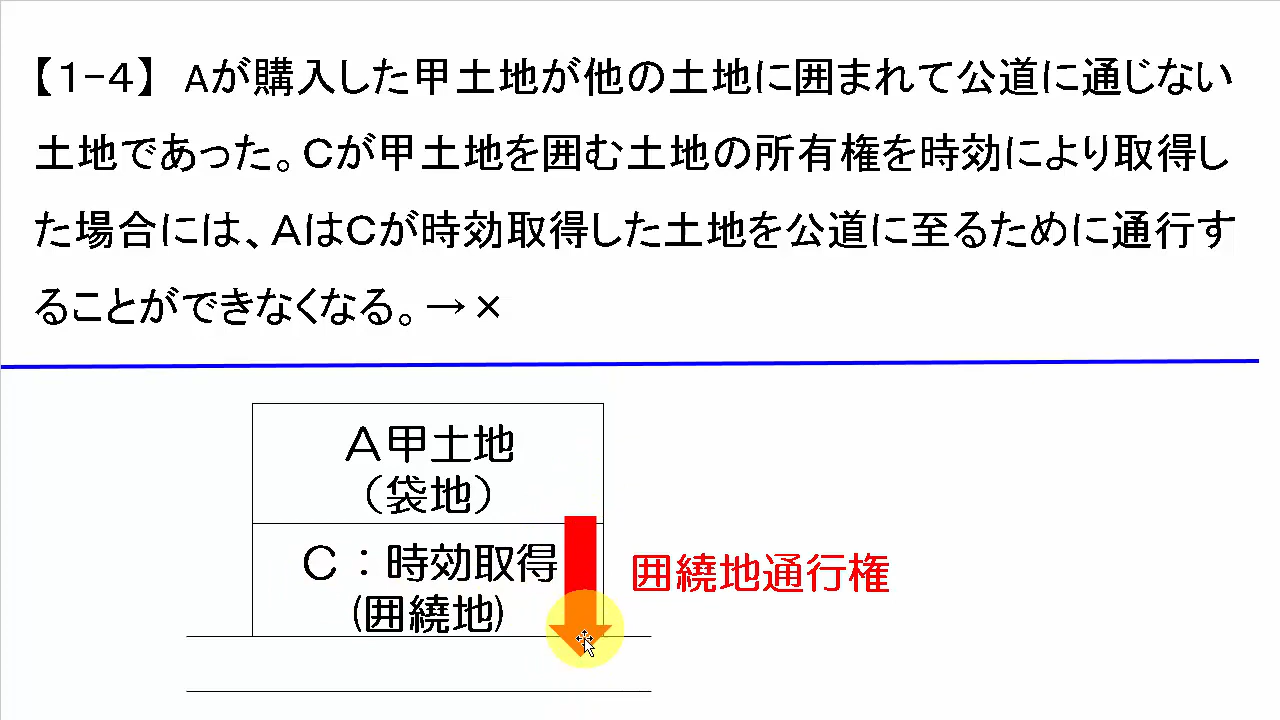 【１-４】 Aが購入した甲土地が他の土地に囲まれて公道に通じない
土地であった。Ｃが甲土地を囲む土地の所有権を時効により取得し
た場合には、ＡはＣが時効取得した土地を公道に至るために通行す
ることができなくなる。→×
Ａ甲土地
（袋地）
Ｃ：時効取得
(囲繞地)
囲繞地通行権